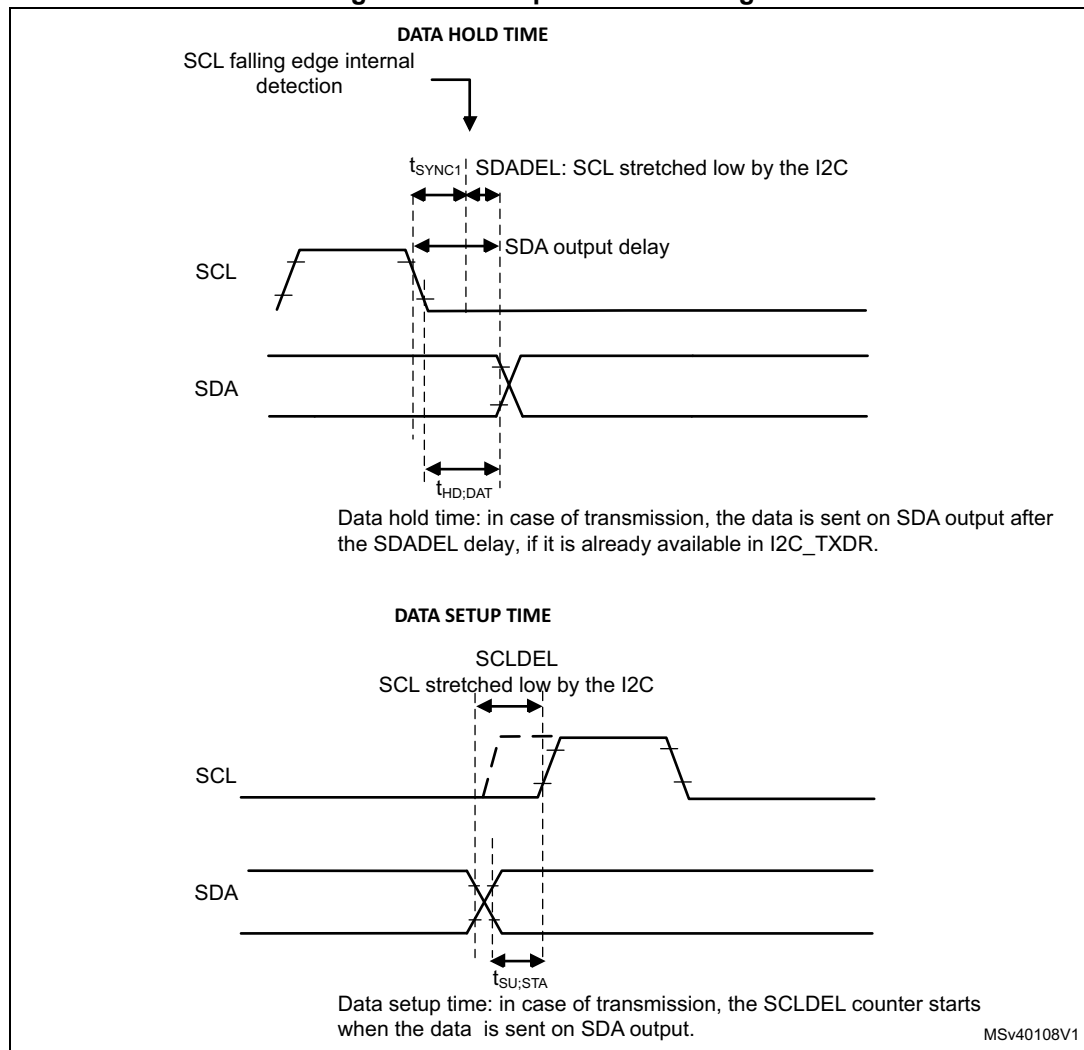 DATA HOLD TIME
SCL falling edge internal
detection
tSYNC1
SDADEL: SCL stretched low by the I2C
SDA output delay
SCL
SDA
tHD;DAT
Data hold time: in case of transmission, the data is sent on SDA output after
the SDADEL delay, if it is already available in I2C_TXDR.
DATA SETUP TIME
SCLDEL
SCL stretched low by the I2C
SCL
SDA
tSU;STA
Data setup time: in case of transmission, the SCLDEL counter starts
when the data is sent on SDA output.
MSv40108V1